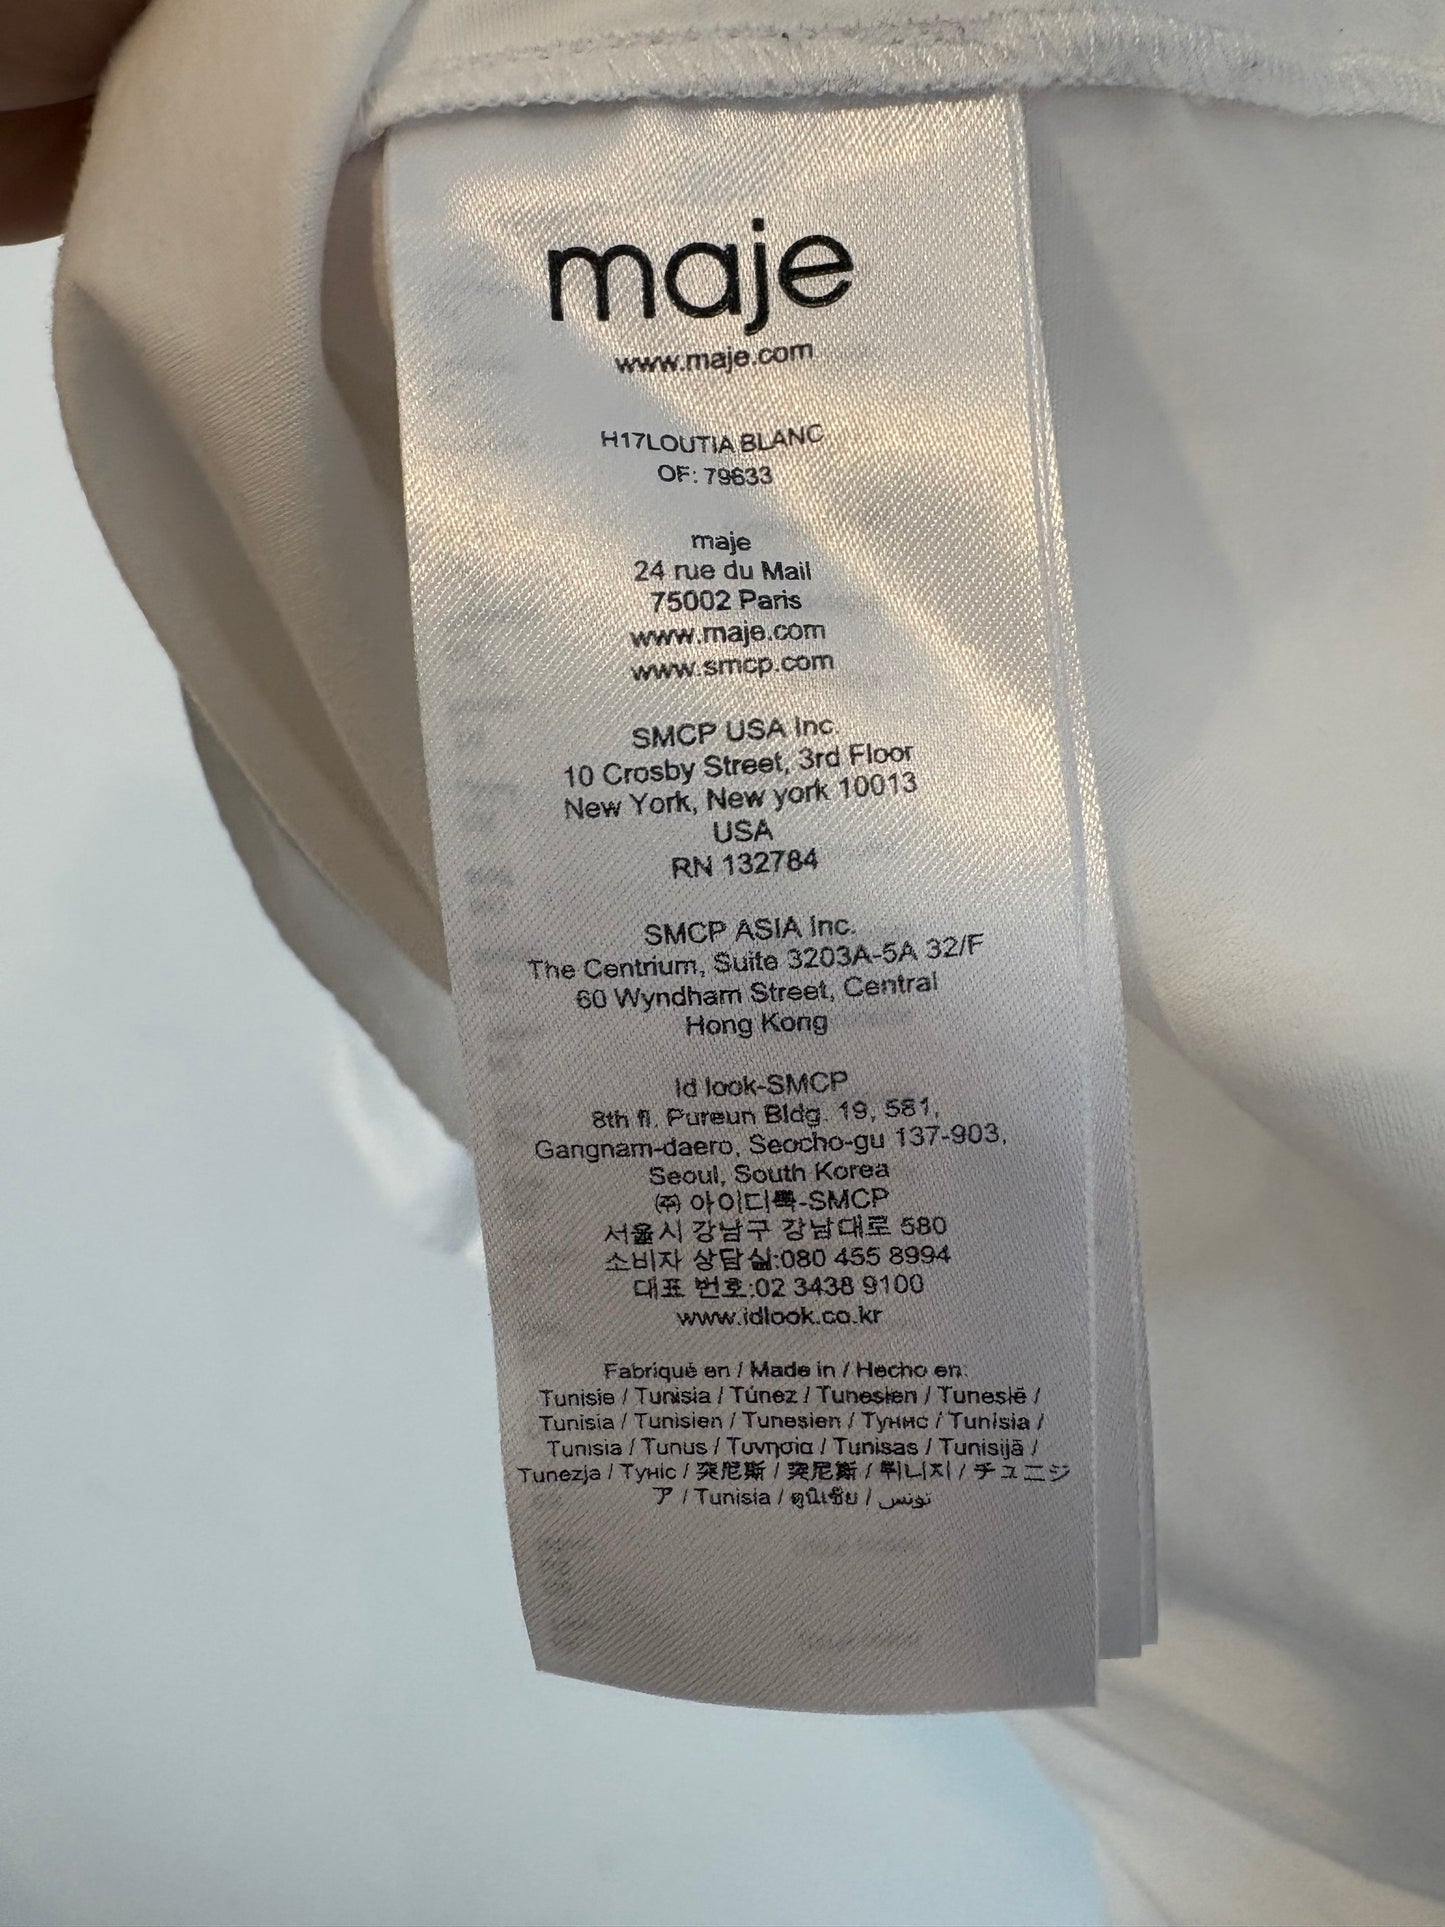 maje
www.maje.com
H17LOUTIA BLANC
OF: 79633
maje
24 rue du Mail
75002 Paris
www.maje.com
www.smcp.com
SMCP USA Inc.
10 Crosby Street, 3rd Floor
New York, New york 10013
USA
RN 132784
SMCP ASIA Inc.
The Centrium, Suite 3203A-5A 32/F
60 Wyndham Street, Central
Hong Kong
Id look-SMCP
8th fl. Pureun Bldg. 19, 581,
Gangnam-daero, Seocho-gu 137-903,
Seoul, South Korea
㈜ 아이디룩-SMCP
서울시 강남구 강남대로 580
소비자 상담실:080 455 8994
대표 번호:02 3438 9100
www.idlook.co.kr
Fabriqué en / Made in / Hecho en:
Tunisie / Tunisia / Túnez / Tunesien / Tunesië /
Tunisia / Tunisien / Tunesien / Тунис / Tunísia /
Tunisia / Tunus / Τυνησία / Tunisas / Tunisijā /
Tunezja / Туніс / 突尼斯 / 突尼斯 / 튀니지 / チュニジ
ア / Tunisia / ตูนิเซีย / تونس